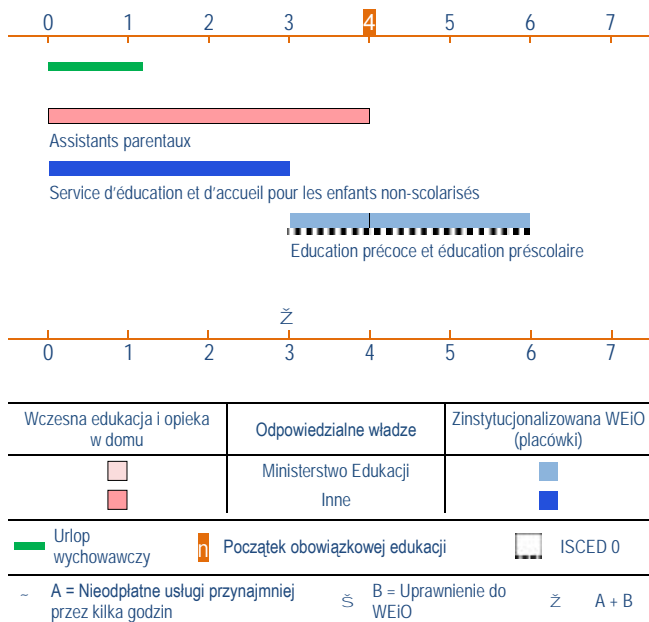 0 1 2 3 4 5 6 7
Assistants parentaux
Service d'éducation et d'accueil pour les enfants non-scolarisés
Education précoce et éducation préscolaire
Ž
0 1 2 3 4 5 6 7
Wczesna edukacja i opieka
w domu
Odpowiedzialne władze
Zinstytucjonalizowana WEiO
(placówki)
Ministerstwo Edukacji
Inne
Urlop
wychowawczy
n Początek obowiązkowej edukacji
ISCED 0
~ A = Nieodpłatne usługi przynajmniej
przez kilka godzin
Š B = Uprawnienie do
WEiO
Ž A + B